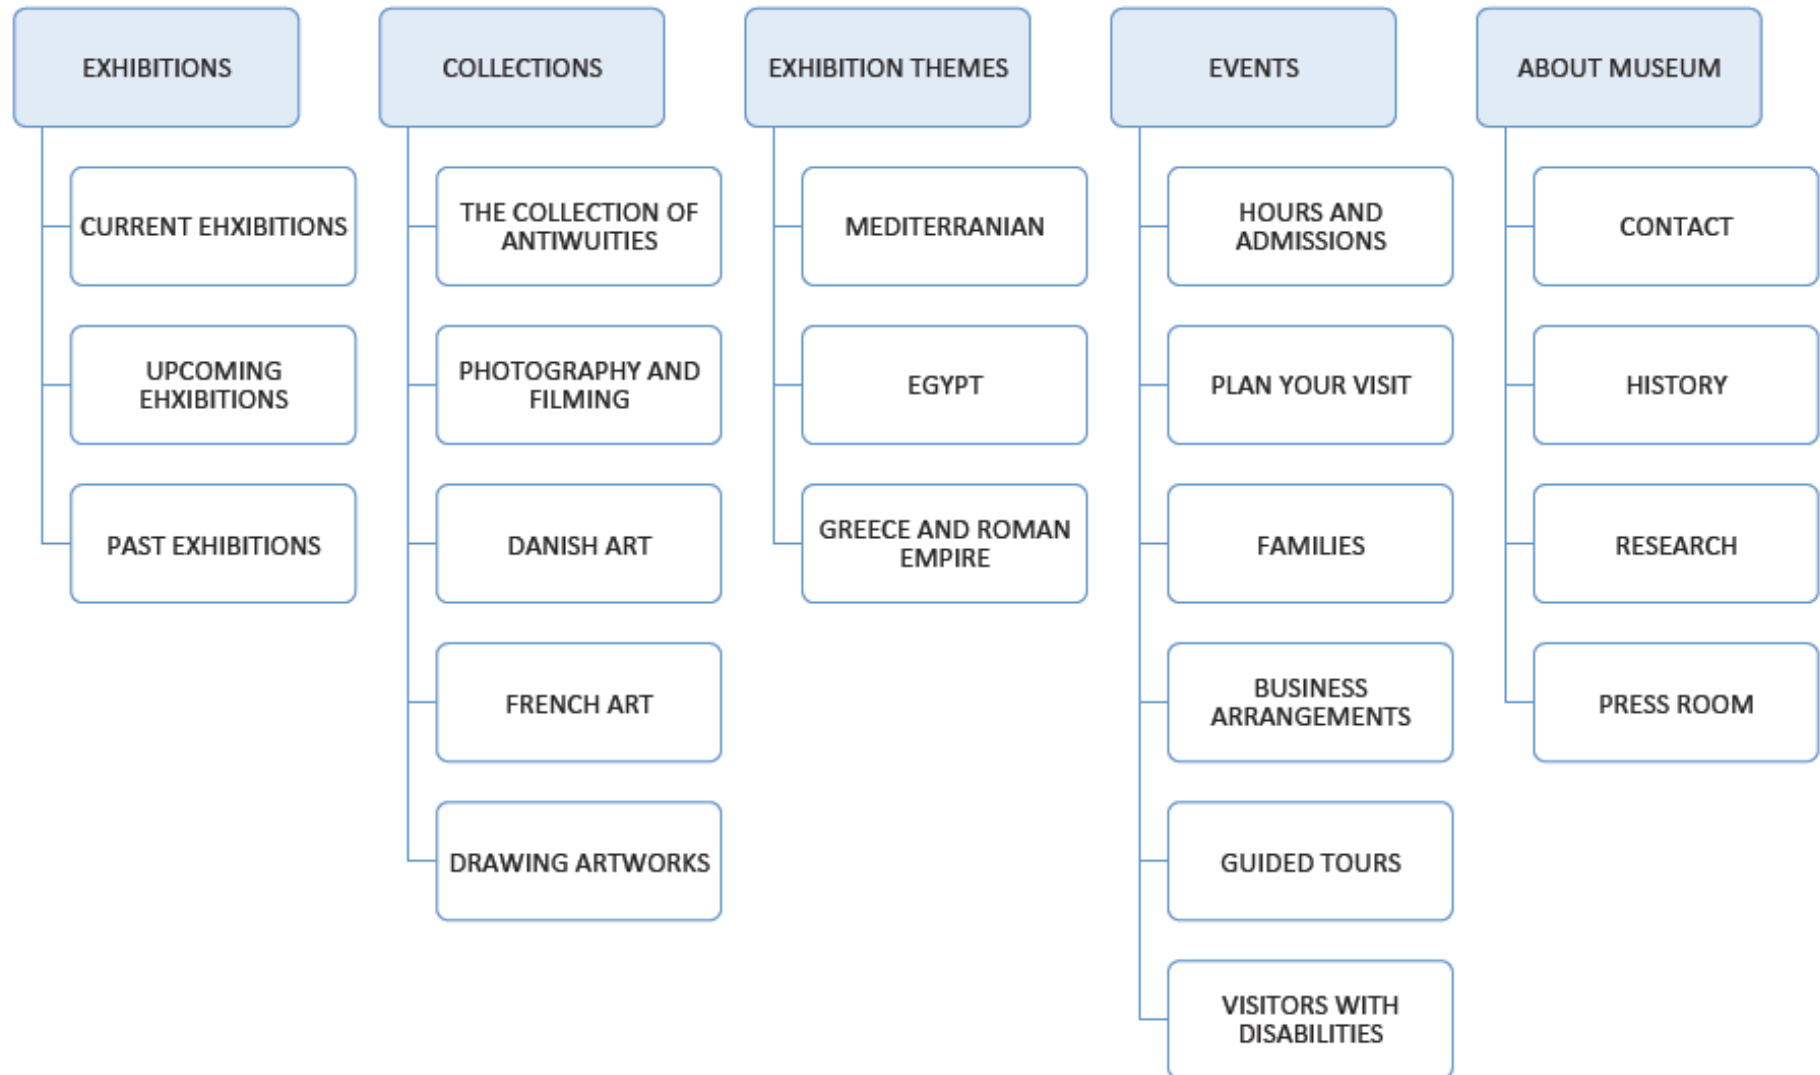 EXHIBITIONS
CURRENT EHXIBITIONS
UPCOMING
EHXIBITIONS
PAST EXHIBITIONS
COLLECTIONS
THE COLLECTION OF
ANTIWUITIES
PHOTOGRAPHY AND
FILMING
DANISH ART
FRENCH ART
DRAWING ARTWORKS
EXHIBITION THEMES
MEDITERRANIAN
EGYPT
GREECE AND ROMAN
EMPIRE
EVENTS
HOURS AND
ADMISSIONS
PLAN YOUR VISIT
FAMILIES
BUSINESS
ARRANGEMENTS
GUIDED TOURS
VISITORS WITH
DISABILITIES
ABOUT MUSEUM
CONTACT
HISTORY
RESEARCH
PRESS ROOM